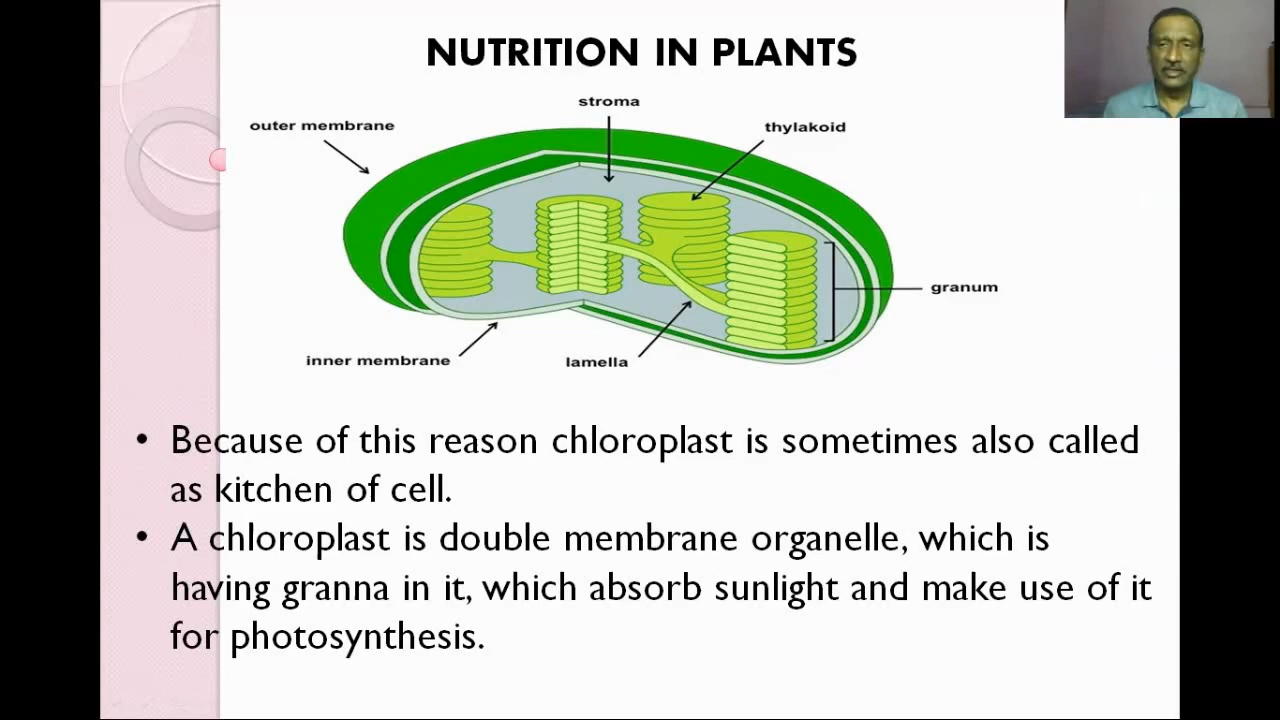 NUTRITION IN PLANTS
stroma
outer membrane
thylakoid
granum
inner membrane
lamella
• Because of this reason chloroplast is sometimes also called
as kitchen of cell.
• A chloroplast is double membrane organelle, which is
having granna in it, which absorb sunlight and make use of it
for photosynthesis.